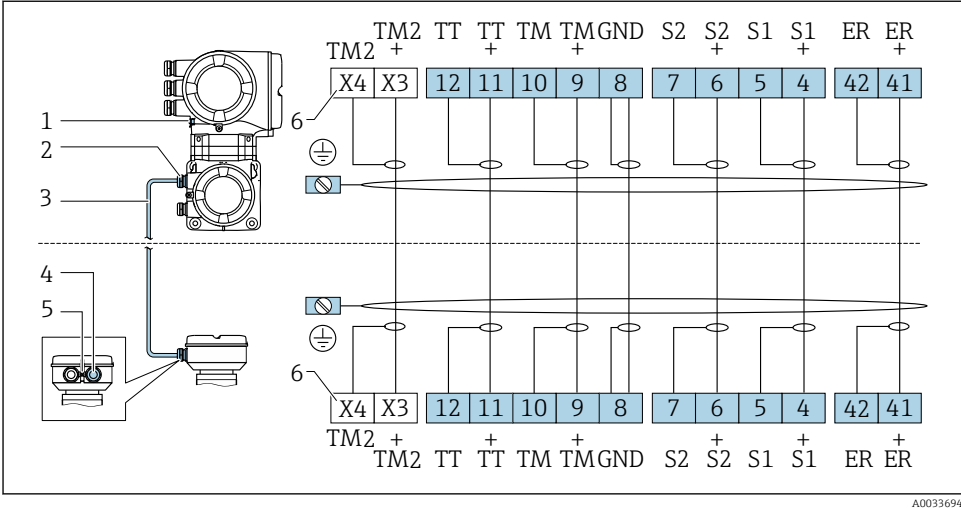 TM2 TT TT TM TM GND S2 S2 S1 S1 ER ER
TM2 + + + + + +
X4 X3 12 11 10 9 8 7 6 5 4 42 41
6
1
2
3
4
5
6
X4 X3 12 11 10 9 8 7 6 5 4 42 41
TM2 + + + + + +
TM2 TT TT TM TM GND S2 S2 S1 S1 ER ER
A0033694